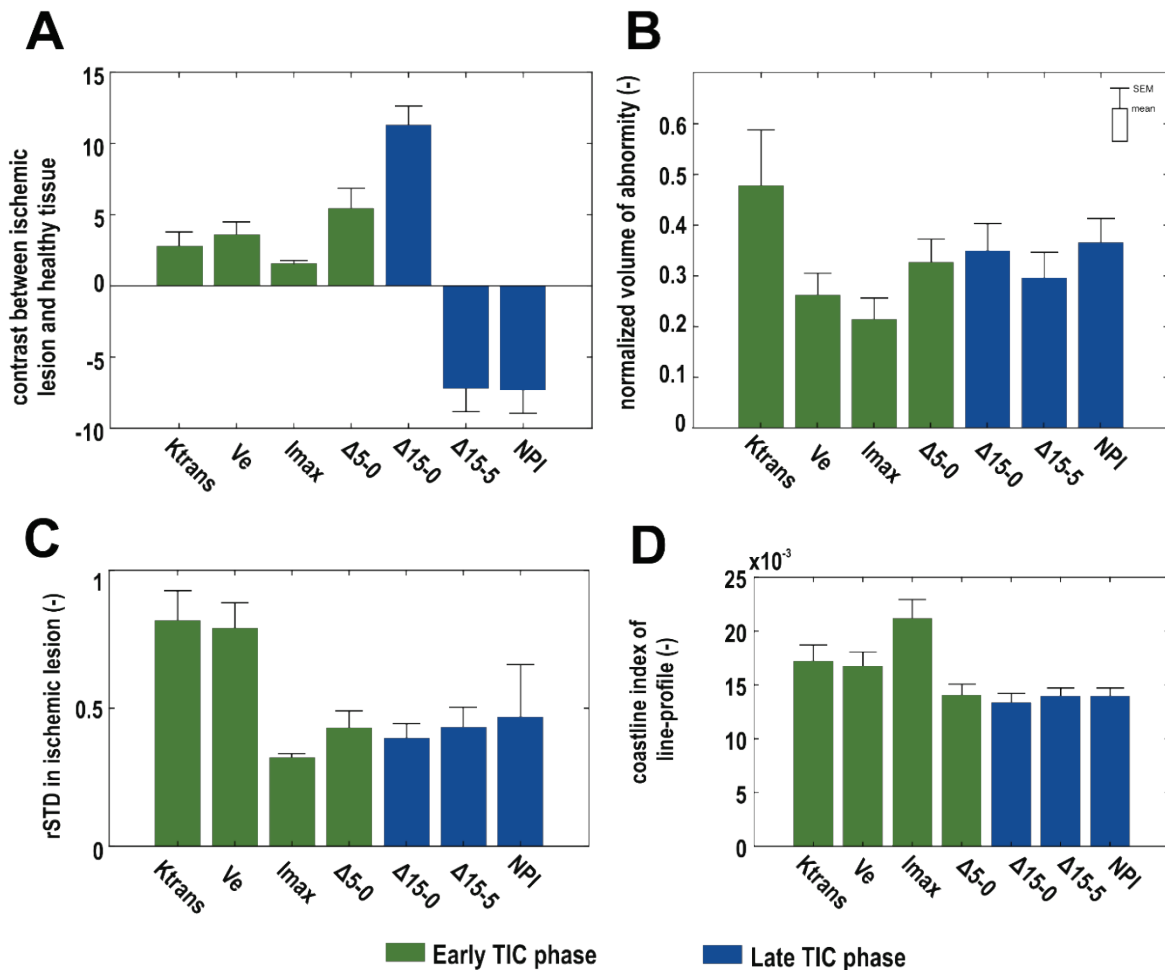 A
contrast between ischemic
lesion and healthy tissue
15
10
5
0
-5
-10
Ktrans
Ve
Imax
Δ5-0
Δ15-0
Δ15-5
NPI
B
normalized volume of abnormity (-)
0.6
0.5
0.4
0.3
0.2
0.1
0
SEM
mean
Ktrans
Ve
Imax
Δ5-0
Δ15-0
Δ15-5
NPI
C
rSTD in ischemic lesion (-)
1
0.5
0
Ktrans
Ve
Imax
Δ5-0
Δ15-0
Δ15-5
NPI
D
x10-3
coastline index of
line-profile (-)
25
20
15
10
5
0
Ktrans
Ve
Imax
Δ5-0
Δ15-0
Δ15-5
NPI
Early TIC phase
Late TIC phase